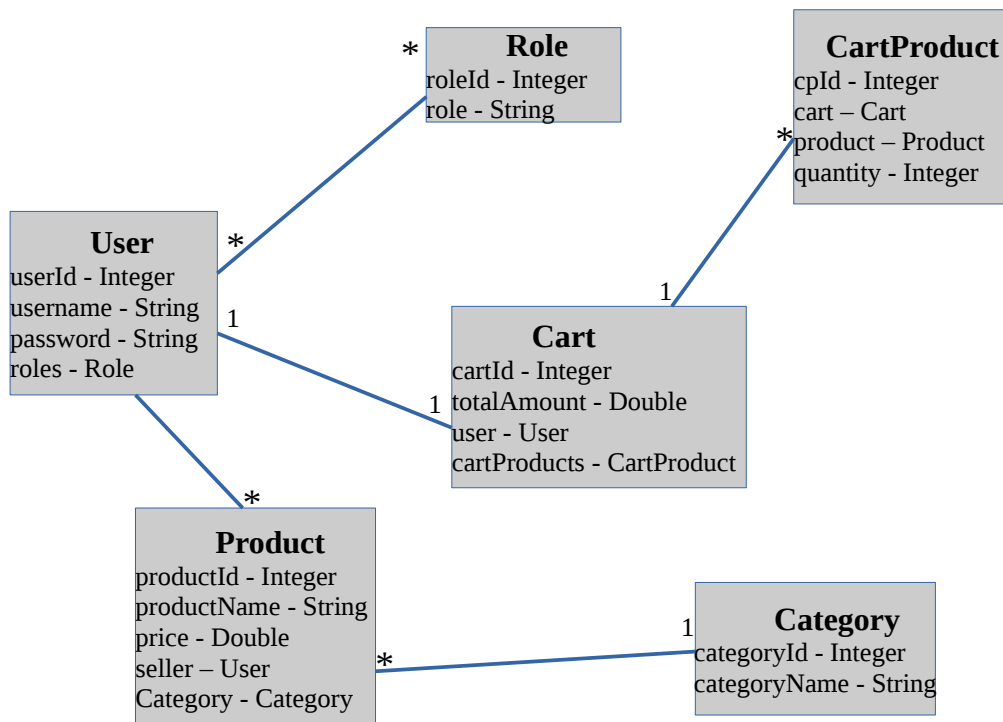 Role
roleId - Integer
role - String
*
*
CartProduct
cpId - Integer
cart – Cart
product – Product
quantity - Integer
*
1
User
userId - Integer
username - String
password - String
roles - Role
1
1
Cart
cartId - Integer
totalAmount - Double
user - User
cartProducts - CartProduct
*
Product
productId - Integer
productName - String
price - Double
seller – User
Category - Category
*
1
Category
categoryId - Integer
categoryName - String